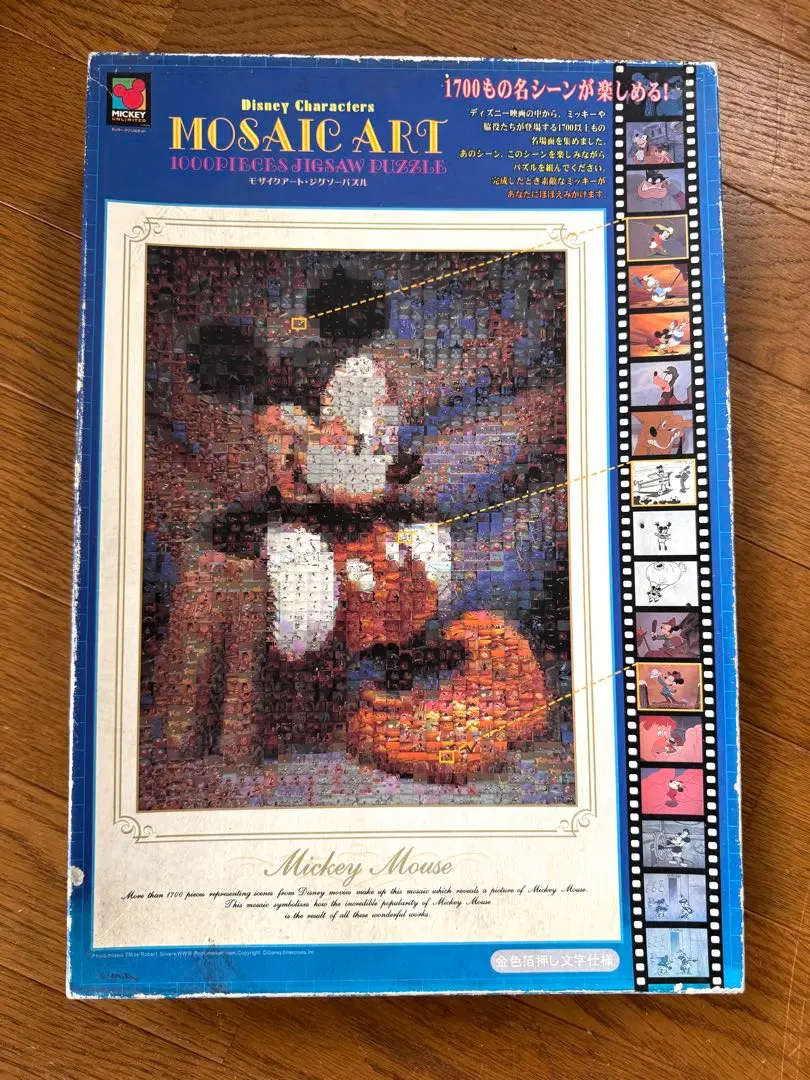 MICKEY
UNLIMITED
Disney Characters
MOSAIC ART
1000PIECES JIGSAW PUZZLE
モザイクアート・ジグソーパズル
1700もの名シーンが楽しめる!
ディズニー映画の中から、ミッキーや
脇役たちが登場する1700以上もの
名場面を集めました。
あのシーン、このシーンを楽しみながら
パズルを組んでください。
完成したとき素敵なミッキーが
あなたにほほえみかけます。
Mickey Mouse
More than 1700 pieces representing scenes from Disney movies make up this mosaic which reveals a picture of Mickey Mouse.
This mosaic symbolizes how the incredible popularity of Mickey Mouse
is the result of all these wonderful works.
金色箔押し文字仕様